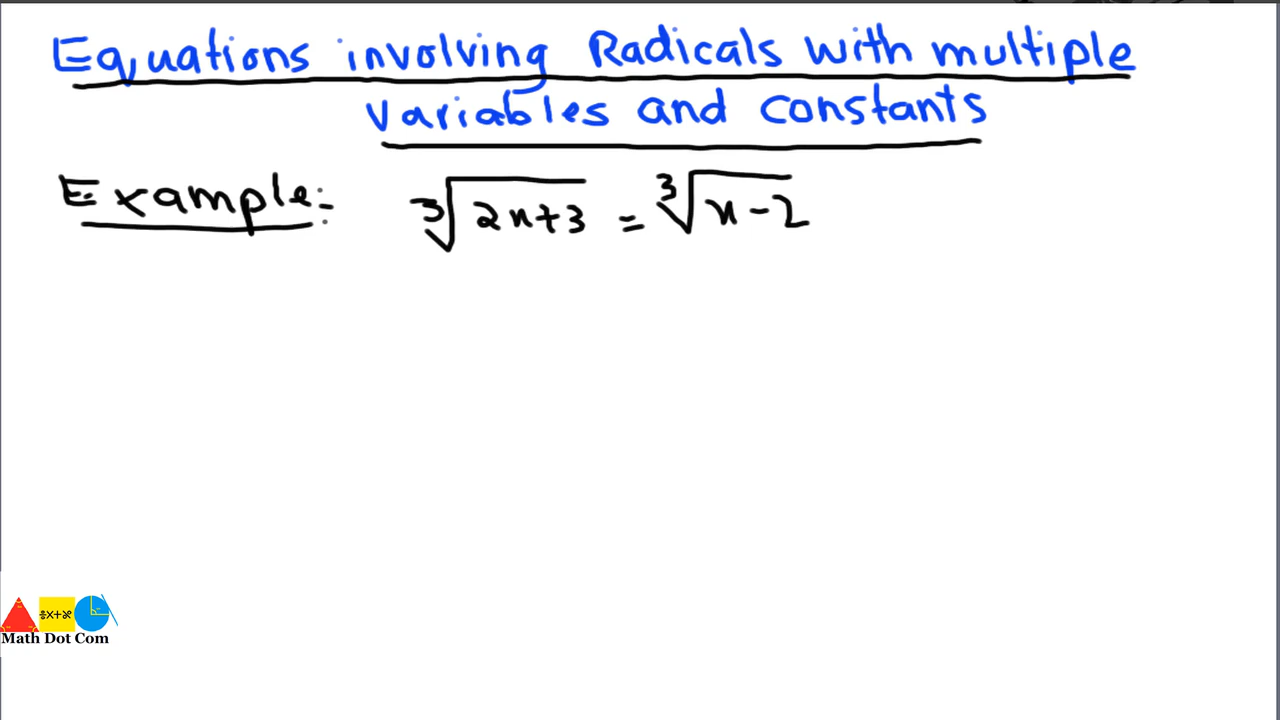 Equations involving Radicals with multiple
variables and constants
Example:- ∛(2x+3) = ∛(x-2)
Math Dot Com